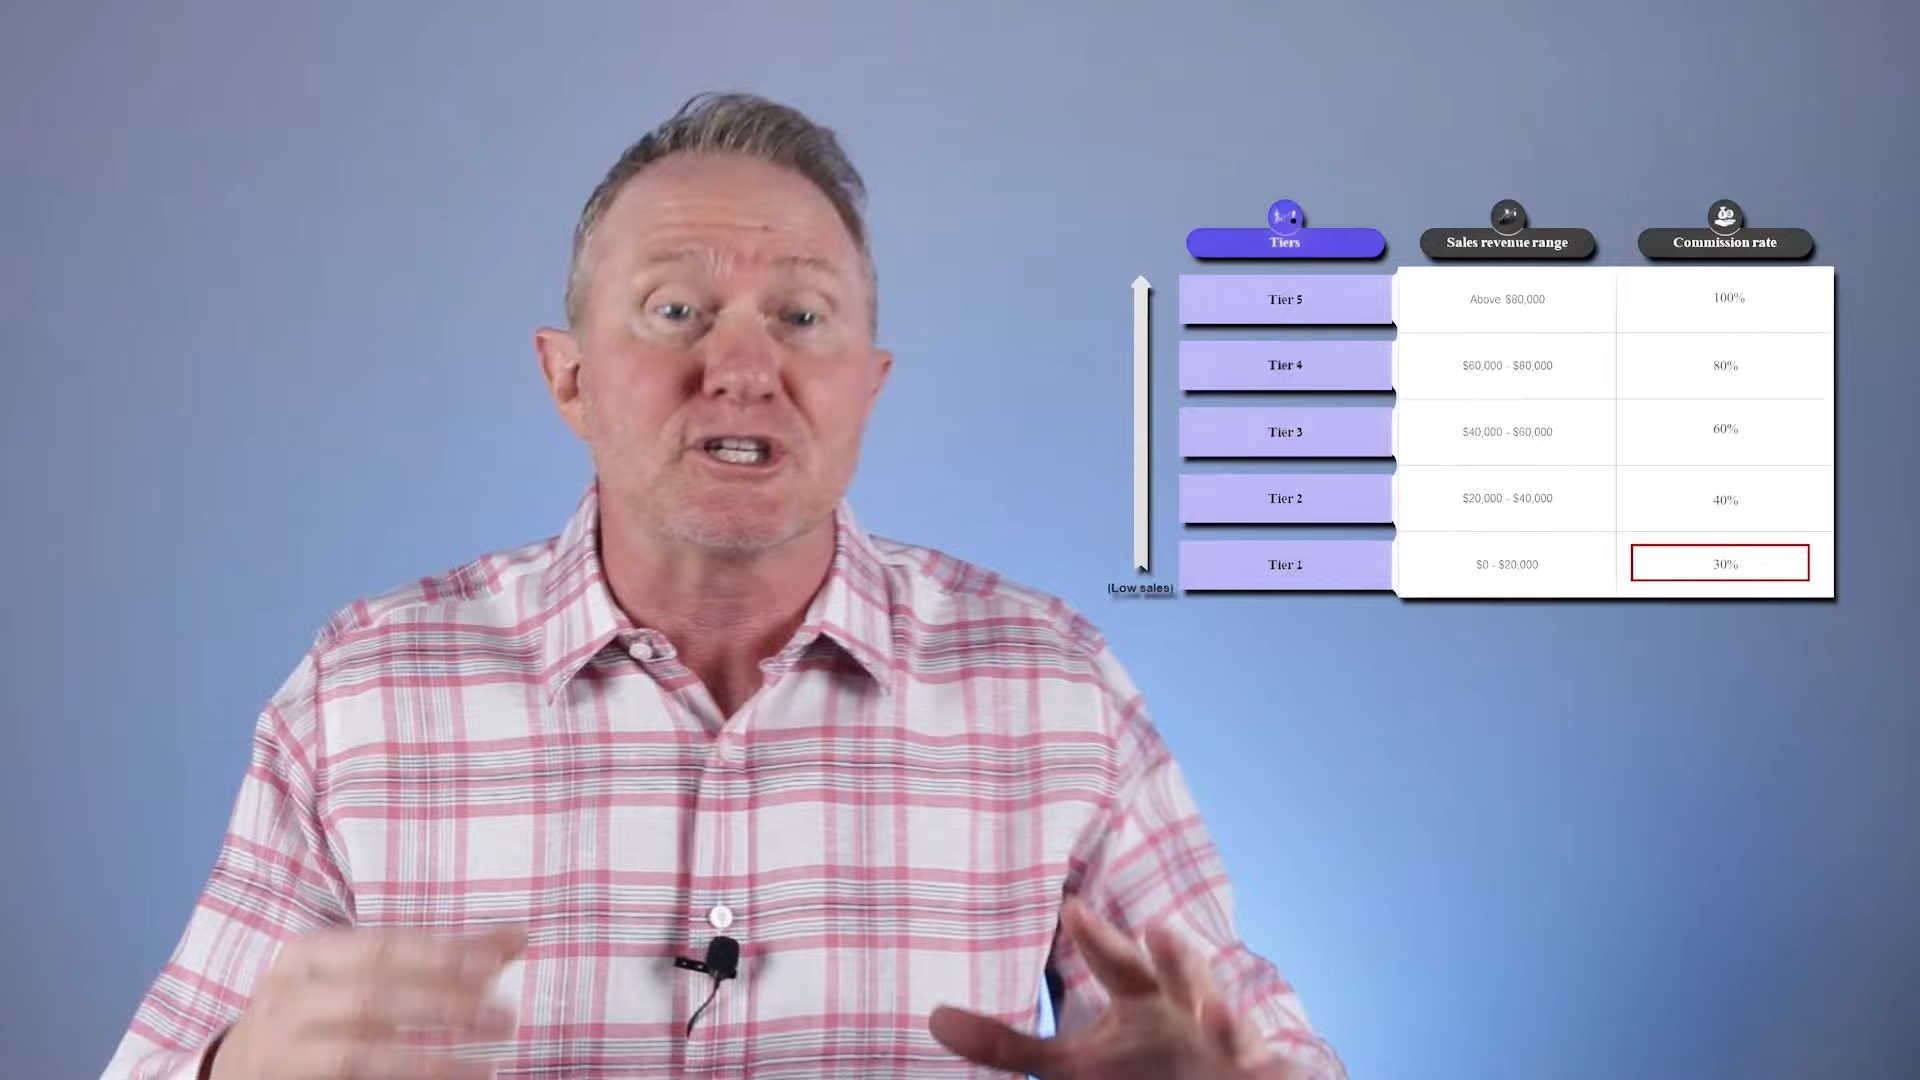 Tiers
Sales revenue range
Commission rate
Tier 5
Above $80,000
100%
Tier 4
$60,000 - $80,000
80%
Tier 3
$40,000 - $60,000
60%
Tier 2
$20,000 - $40,000
40%
Tier 1
$0 - $20,000
30%
(Low sales)